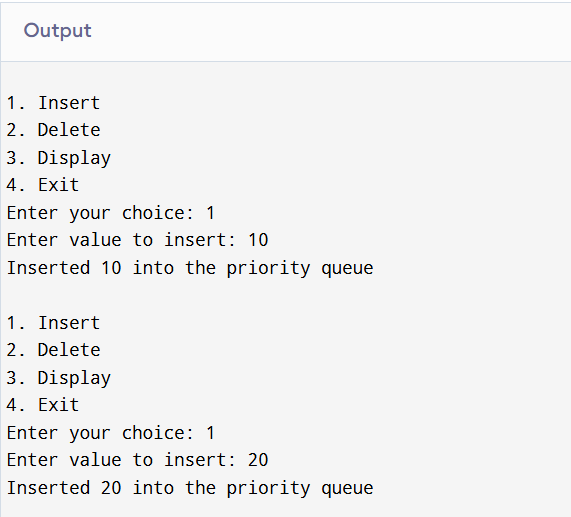 Output
1. Insert
2. Delete
3. Display
4. Exit
Enter your choice: 1
Enter value to insert: 10
Inserted 10 into the priority queue
1. Insert
2. Delete
3. Display
4. Exit
Enter your choice: 1
Enter value to insert: 20
Inserted 20 into the priority queue